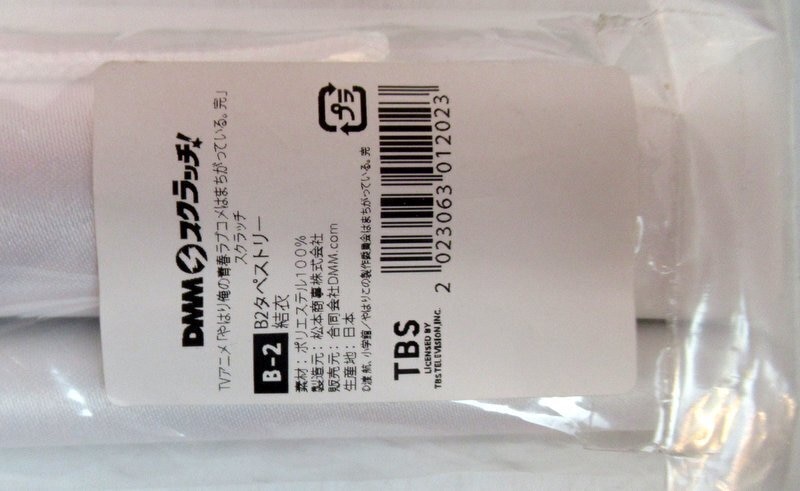 DMMスクラッチ!
TVアニメ「やはり俺の青春ラブコメはまちがっている。完」
スクラッチ
B-2 B2タペストリー
結衣
素材：ポリエステル100%
製造元：松本商事株式会社
販売元：合同会社DMM.com
生産地：日本
©渡 航、小学館／やはりこの製作委員会はまちがっている。完
プラ
TBS
LICENSED BY
TBS TELEVISION, INC.
2 023063 012023